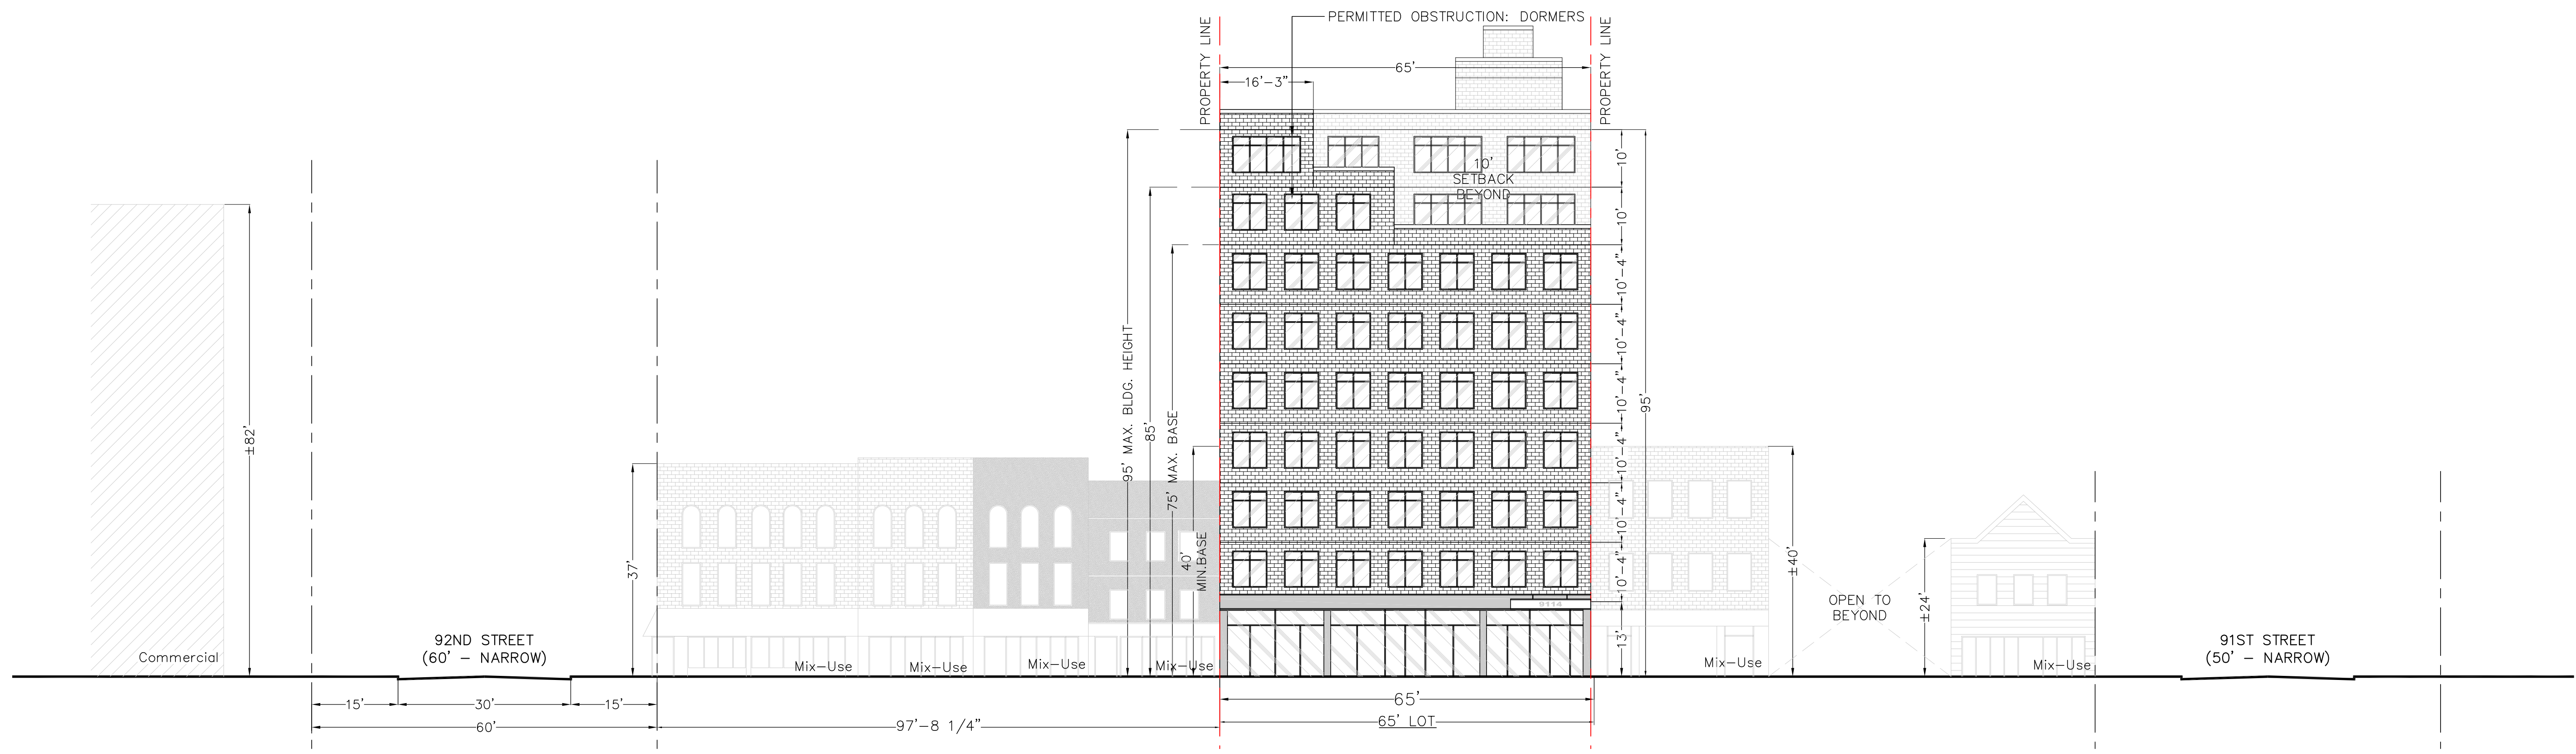 PERMITTED OBSTRUCTION: DORMERS
PROPERTY LINE
PROPERTY LINE
65'
16'-3"
10'
SETBACK
BEYOND
95' MAX. BLDG. HEIGHT
85'
75' MAX. BASE
40'
MIN.BASE
10'
10'
10'-4"
10'-4"
10'-4"
10'-4"
10'-4"
10'-4"
13'
95'
±82'
37'
±40'
±24'
9114
OPEN TO
BEYOND
Commercial
92ND STREET
(60' – NARROW)
Mix-Use
Mix-Use
Mix-Use
Mix-Use
Mix-Use
Mix-Use
91ST STREET
(50' – NARROW)
15'
30'
15'
60'
97'-8 1/4"
65'
65' LOT